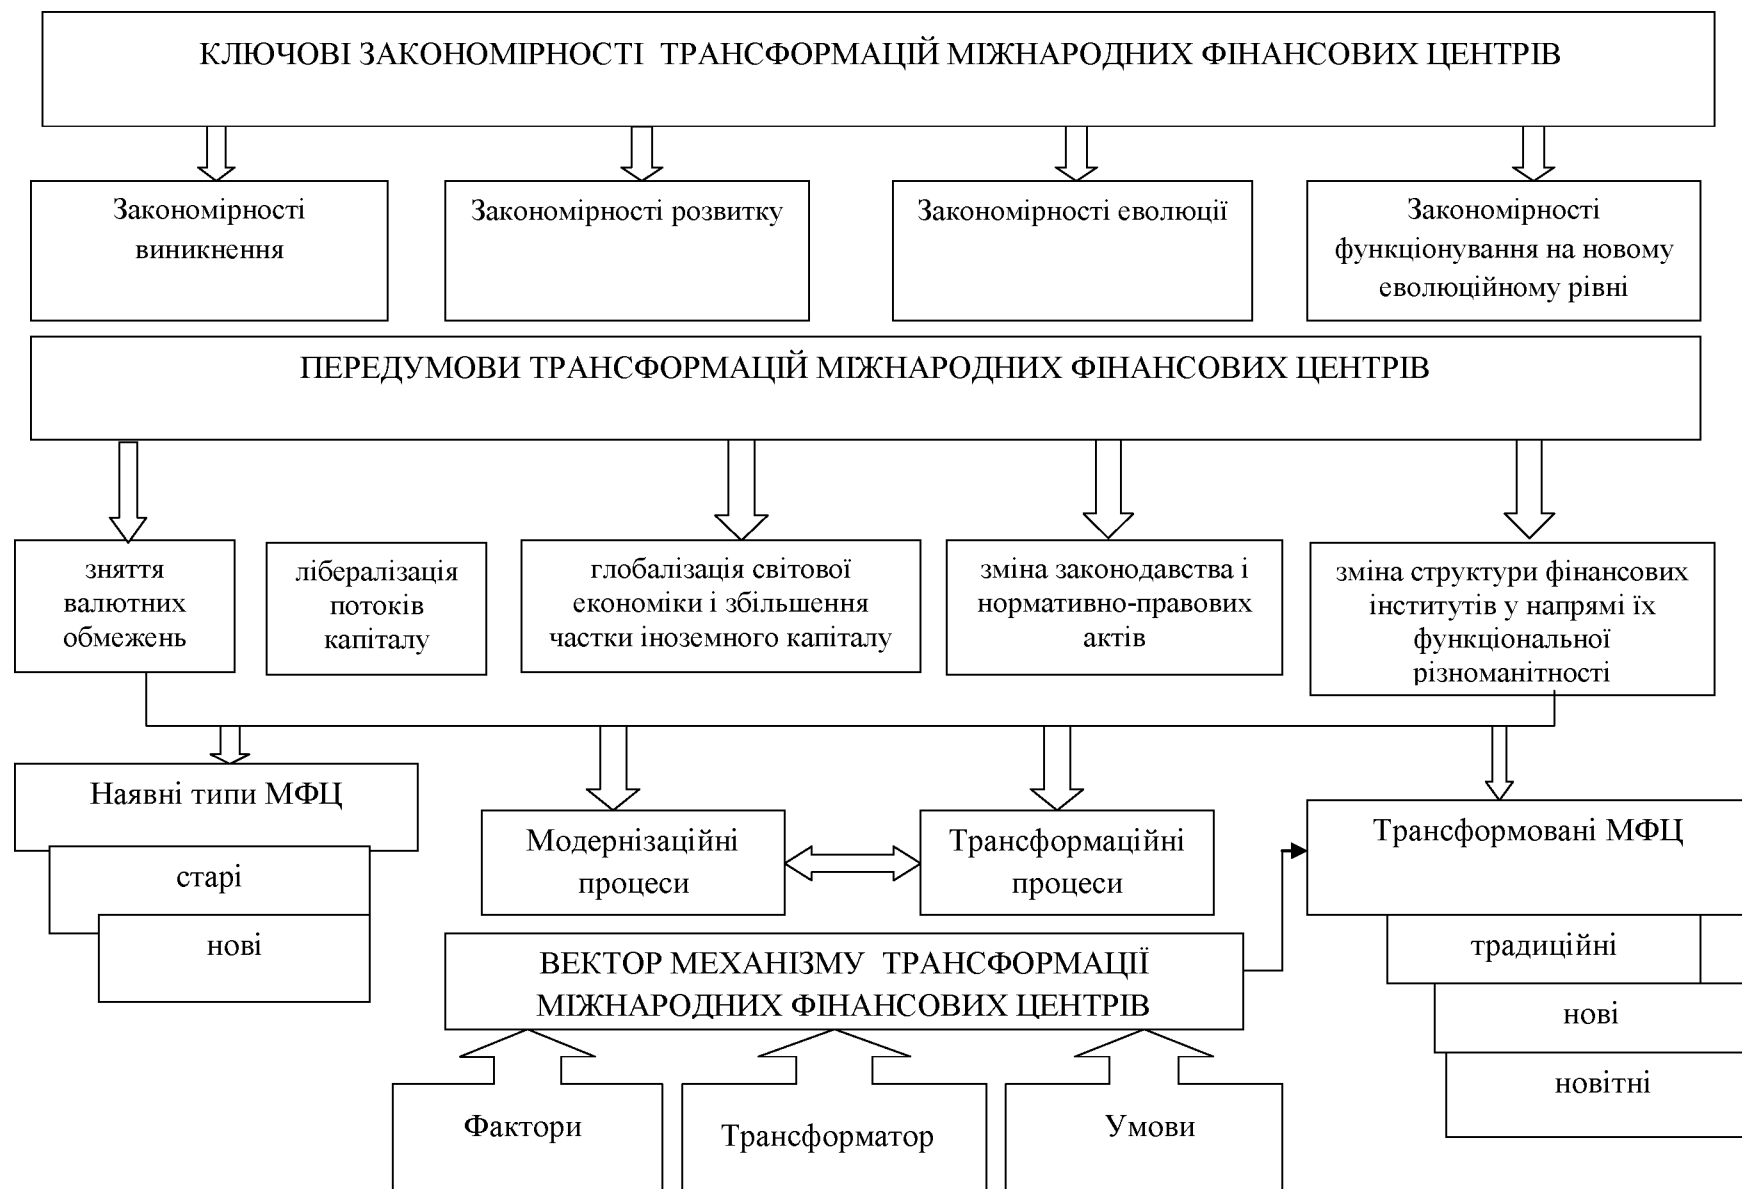 КЛЮЧОВІ ЗАКОНОМІРНОСТІ ТРАНСФОРМАЦІЙ МІЖНАРОДНИХ ФІНАНСОВИХ ЦЕНТРІВ
Закономірності
виникнення
Закономірності розвитку
Закономірності еволюції
Закономірності
функціонування на новому
еволюційному рівні
ПЕРЕДУМОВИ ТРАНСФОРМАЦІЙ МІЖНАРОДНИХ ФІНАНСОВИХ ЦЕНТРІВ
зняття
валютних
обмежень
лібералізація
потоків
капіталу
глобалізація світової
економіки і збільшення
частки іноземного капіталу
зміна законодавства і
нормативно-правових
актів
зміна структури фінансових
інститутів у напрямі їх
функціональної
різноманітності
Наявні типи МФЦ
старі
нові
Модернізаційні
процеси
Трансформаційні
процеси
Трансформовані МФЦ
традиційні
нові
новітні
ВЕКТОР МЕХАНІЗМУ ТРАНСФОРМАЦІЇ
МІЖНАРОДНИХ ФІНАНСОВИХ ЦЕНТРІВ
Фактори
Трансформатор
Умови